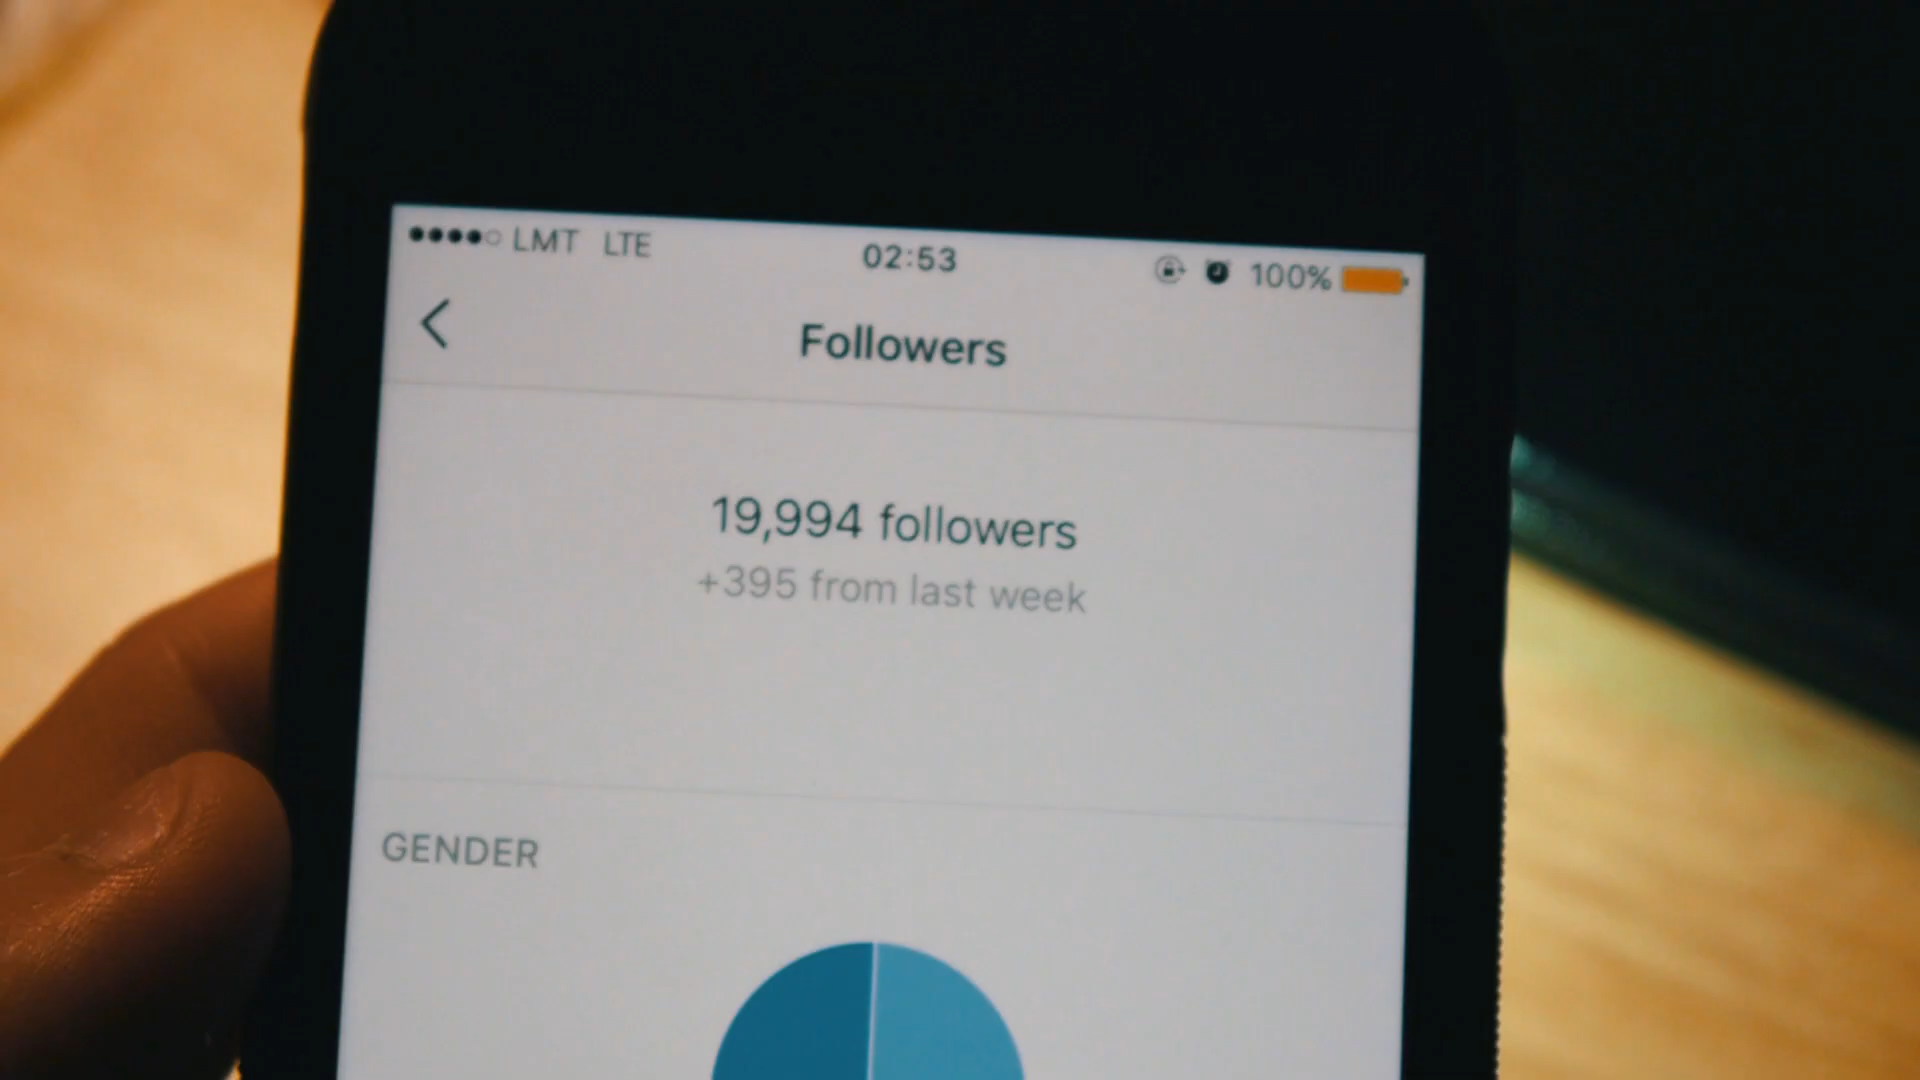 LMT LTE 02:53 100%
Followers
19,994 followers
+395 from last week
GENDER